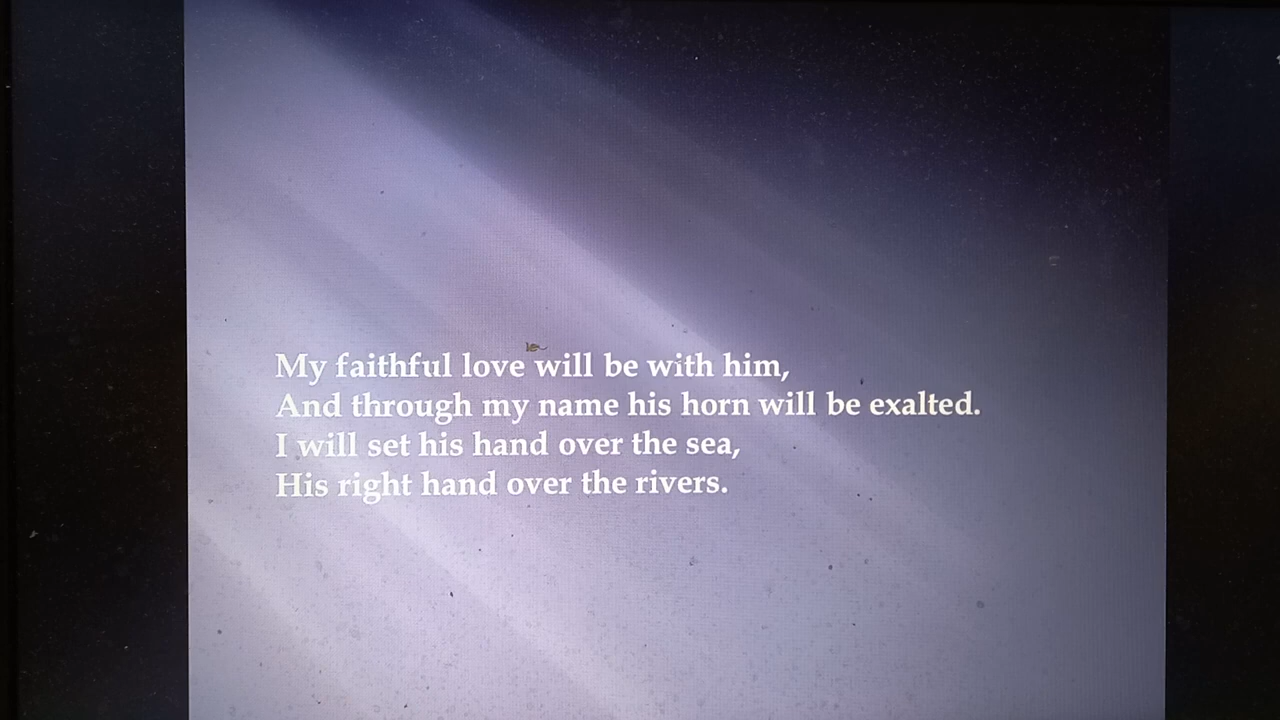 My faithful love will be with him,
And through my name his horn will be exalted.
I will set his hand over the sea,
His right hand over the rivers.